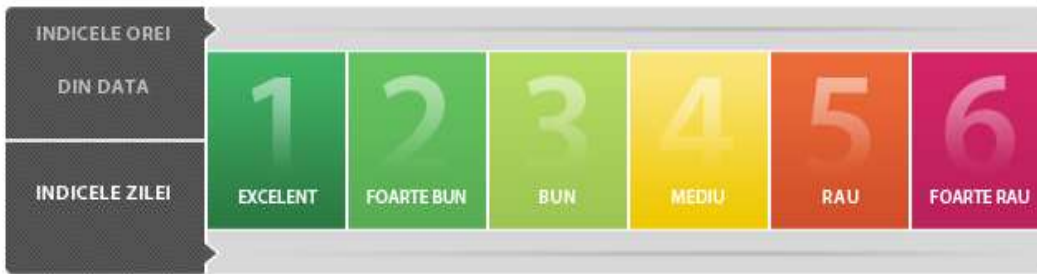 INDICELE OREI
DIN DATA
INDICELE ZILEI
1
EXCELENT
2
FOARTE BUN
3
BUN
4
MEDIU
5
RAU
6
FOARTE RAU